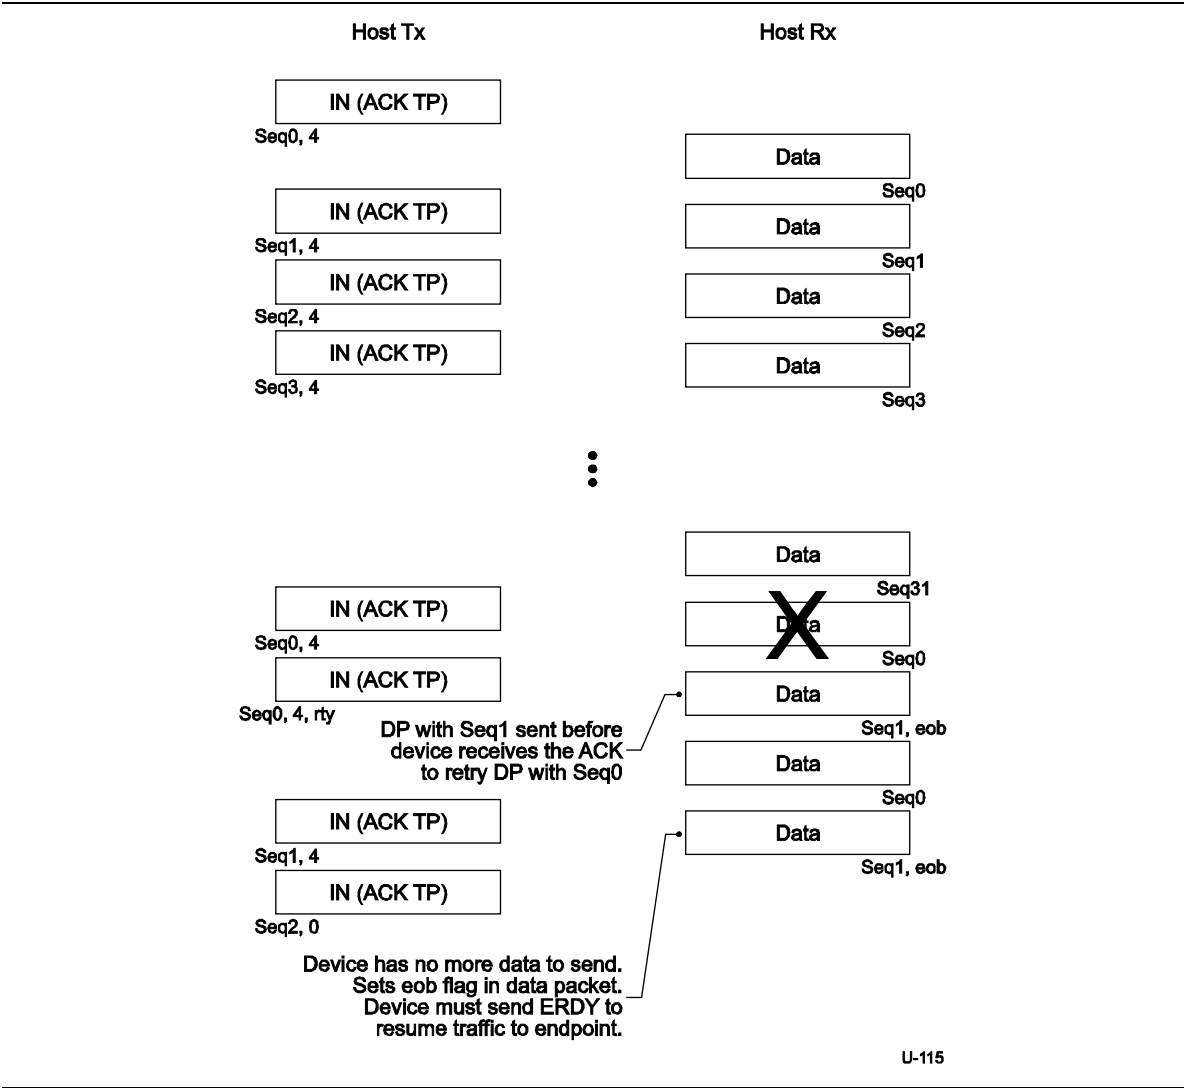 Host Tx
Host Rx
IN (ACK TP)
Seq0, 4
Data
Seq0
IN (ACK TP)
Seq1, 4
Data
Seq1
IN (ACK TP)
Seq2, 4
Data
Seq2
IN (ACK TP)
Seq3, 4
Data
Seq3
Data
Seq31
IN (ACK TP)
Seq0, 4
Data
Seq0
IN (ACK TP)
Seq0, 4, rty
Data
Seq1, eob
DP with Seq1 sent before
device receives the ACK
to retry DP with Seq0
Data
Seq0
IN (ACK TP)
Seq1, 4
Data
Seq1, eob
IN (ACK TP)
Seq2, 0
Device has no more data to send.
Sets eob flag in data packet.
Device must send ERDY to
resume traffic to endpoint.
U-115